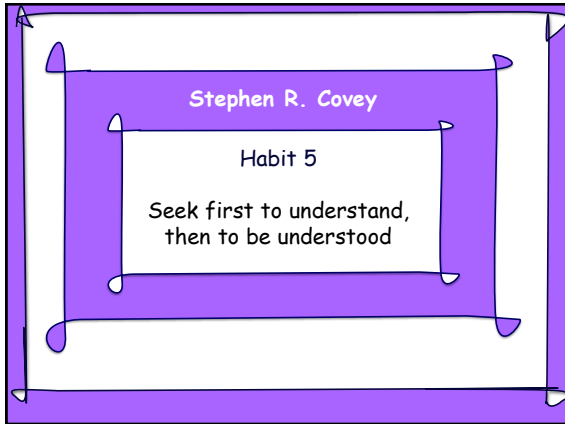 Stephen R. Covey
Habit 5
Seek first to understand,
then to be understood